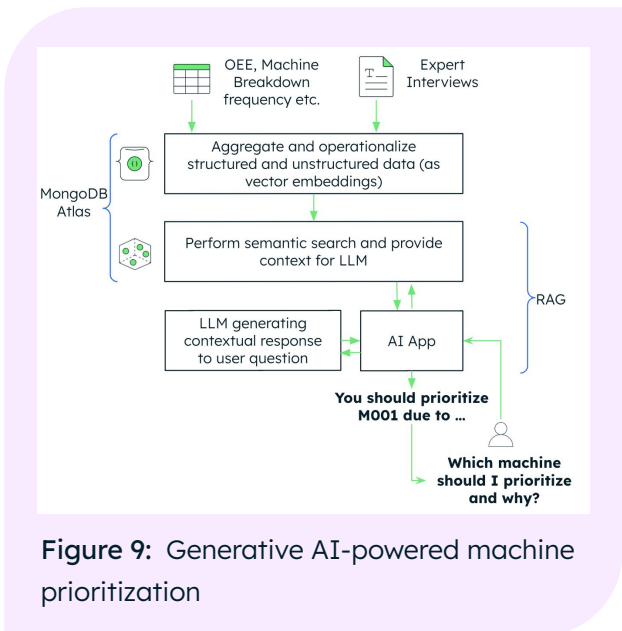 OEE, Machine
Breakdown
frequency etc.
Expert
Interviews
Aggregate and operationalize
structured and unstructured data (as
vector embeddings)
MongoDB
Atlas
Perform semantic search and provide
context for LLM
RAG
LLM generating
contextual response
to user question
AI App
You should prioritize
M001 due to ...
Which machine
should I prioritize
and why?
Figure 9: Generative AI-powered machine
prioritization